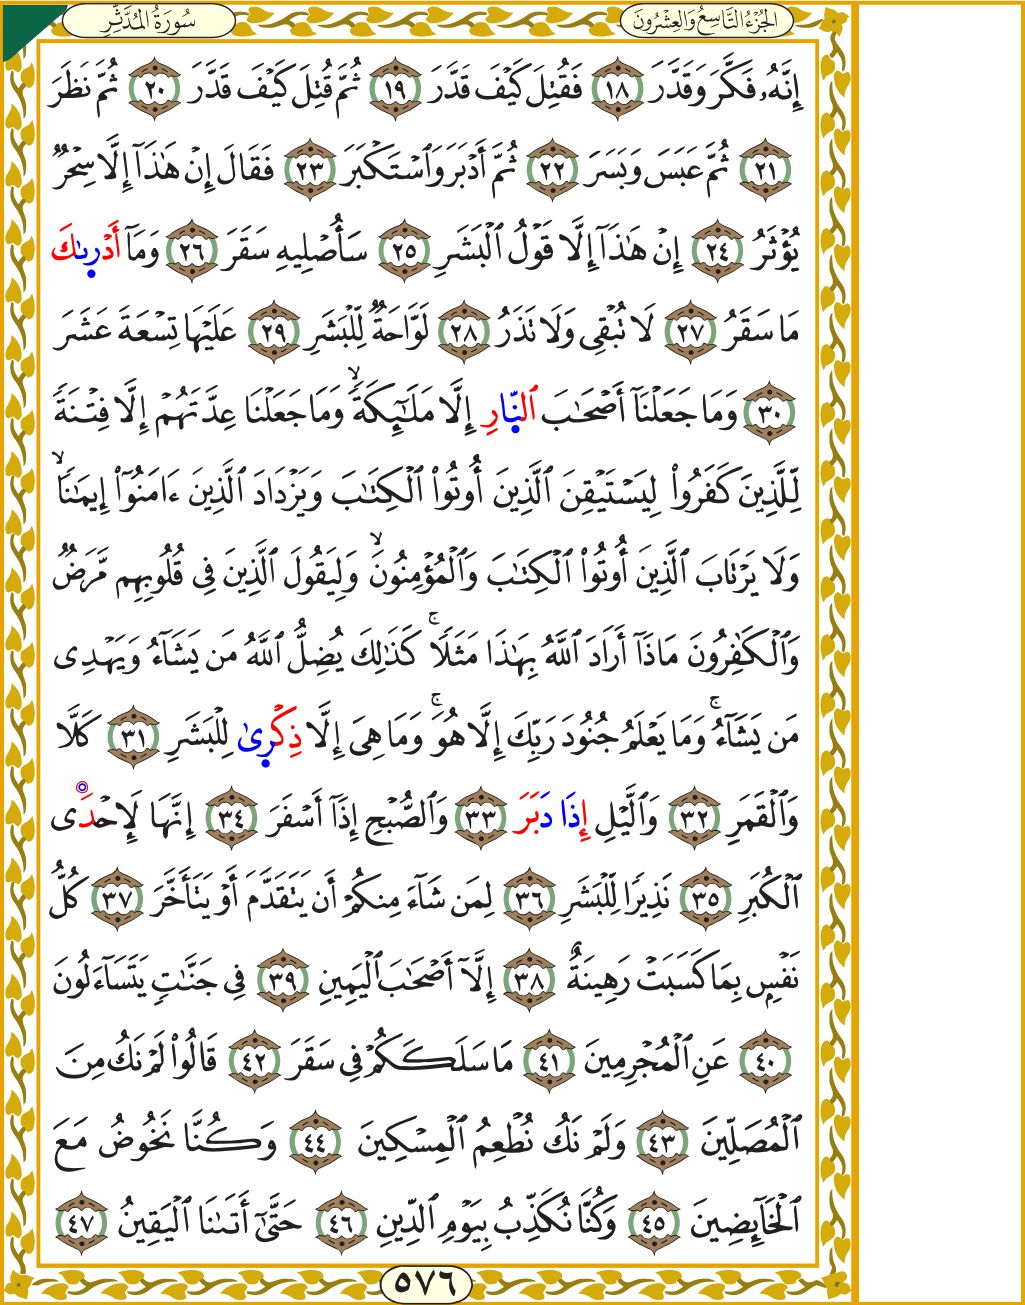 سُورَةُ المُدَّثِّرِ
الجُزْءُ التَّاسِعُ وَالعِشْرُونَ
إِنَّهُۥ فَكَّرَ وَقَدَّرَ ١٨ فَقُتِلَ كَيْفَ قَدَّرَ ١٩ ثُمَّ قُتِلَ كَيْفَ قَدَّرَ ٢٠ ثُمَّ نَظَرَ
٢١ ثُمَّ عَبَسَ وَبَسَرَ ٢٢ ثُمَّ أَدْبَرَ وَٱسْتَكْبَرَ ٢٣ فَقَالَ إِنْ هَٰذَآ إِلَّا سِحْرٌ
يُؤْثَرُ ٢٤ إِنْ هَٰذَآ إِلَّا قَوْلُ ٱلْبَشَرِ ٢٥ سَأُصْلِيهِ سَقَرَ ٢٦ وَمَآ أَدْرىٰكَ
مَا سَقَرُ ٢٧ لَا تُبْقِى وَلَا تَذَرُ ٢٨ لَوَّاحَةٌ لِّلْبَشَرِ ٢٩ عَلَيْهَا تِسْعَةَ عَشَرَ
٣٠ وَمَا جَعَلْنَآ أَصْحَٰبَ ٱلنّارِ إِلَّا مَلَٰٓئِكَةً ۙ وَمَا جَعَلْنَا عِدَّتَهُمْ إِلَّا فِتْنَةً
لِّلَّذِينَ كَفَرُوا۟ لِيَسْتَيْقِنَ ٱلَّذِينَ أُوتُوا۟ ٱلْكِتَٰبَ وَيَزْدَادَ ٱلَّذِينَ ءَامَنُوٓا۟ إِيمَٰنًا ۙ
وَلَا يَرْتَابَ ٱلَّذِينَ أُوتُوا۟ ٱلْكِتَٰبَ وَٱلْمُؤْمِنُونَ ۙ وَلِيَقُولَ ٱلَّذِينَ فِى قُلُوبِهِم مَّرَضٌ
وَٱلْكَٰفِرُونَ مَاذَآ أَرَادَ ٱللَّهُ بِهَٰذَا مَثَلًا ۚ كَذَٰلِكَ يُضِلُّ ٱللَّهُ مَن يَشَآءُ وَيَهْدِى
مَن يَشَآءُ ۚ وَمَا يَعْلَمُ جُنُودَ رَبِّكَ إِلَّا هُوَ ۚ وَمَا هِىَ إِلَّا ذِكْرىٰ لِلْبَشَرِ ٣١ كَلَّا
وَٱلْقَمَرِ ٣٢ وَٱلَّيْلِ إِذَا دَبَرَ ٣٣ وَٱلصُّبْحِ إِذَآ أَسْفَرَ ٣٤ إِنَّهَا لَإِحْدَى
ٱلْكُبَرِ ٣٥ نَذِيرًا لِّلْبَشَرِ ٣٦ لِمَن شَآءَ مِنكُمْ أَن يَتَقَدَّمَ أَوْ يَتَأَخَّرَ ٣٧ كُلُّ
نَفْسٍۭ بِمَا كَسَبَتْ رَهِينَةٌ ٣٨ إِلَّآ أَصْحَٰبَ ٱلْيَمِينِ ٣٩ فِى جَنَّٰتٍ يَتَسَآءَلُونَ
٤٠ عَنِ ٱلْمُجْرِمِينَ ٤١ مَا سَلَكَكُمْ فِى سَقَرَ ٤٢ قَالُوا۟ لَمْ نَكُ مِنَ
ٱلْمُصَلِّينَ ٤٣ وَلَمْ نَكُ نُطْعِمُ ٱلْمِسْكِينَ ٤٤ وَكُنَّا نَخُوضُ مَعَ
ٱلْخَآئِضِينَ ٤٥ وَكُنَّا نُكَذِّبُ بِيَوْمِ ٱلدِّينِ ٤٦ حَتَّىٰٓ أَتَىٰنَا ٱلْيَقِينُ ٤٧
٥٧٦